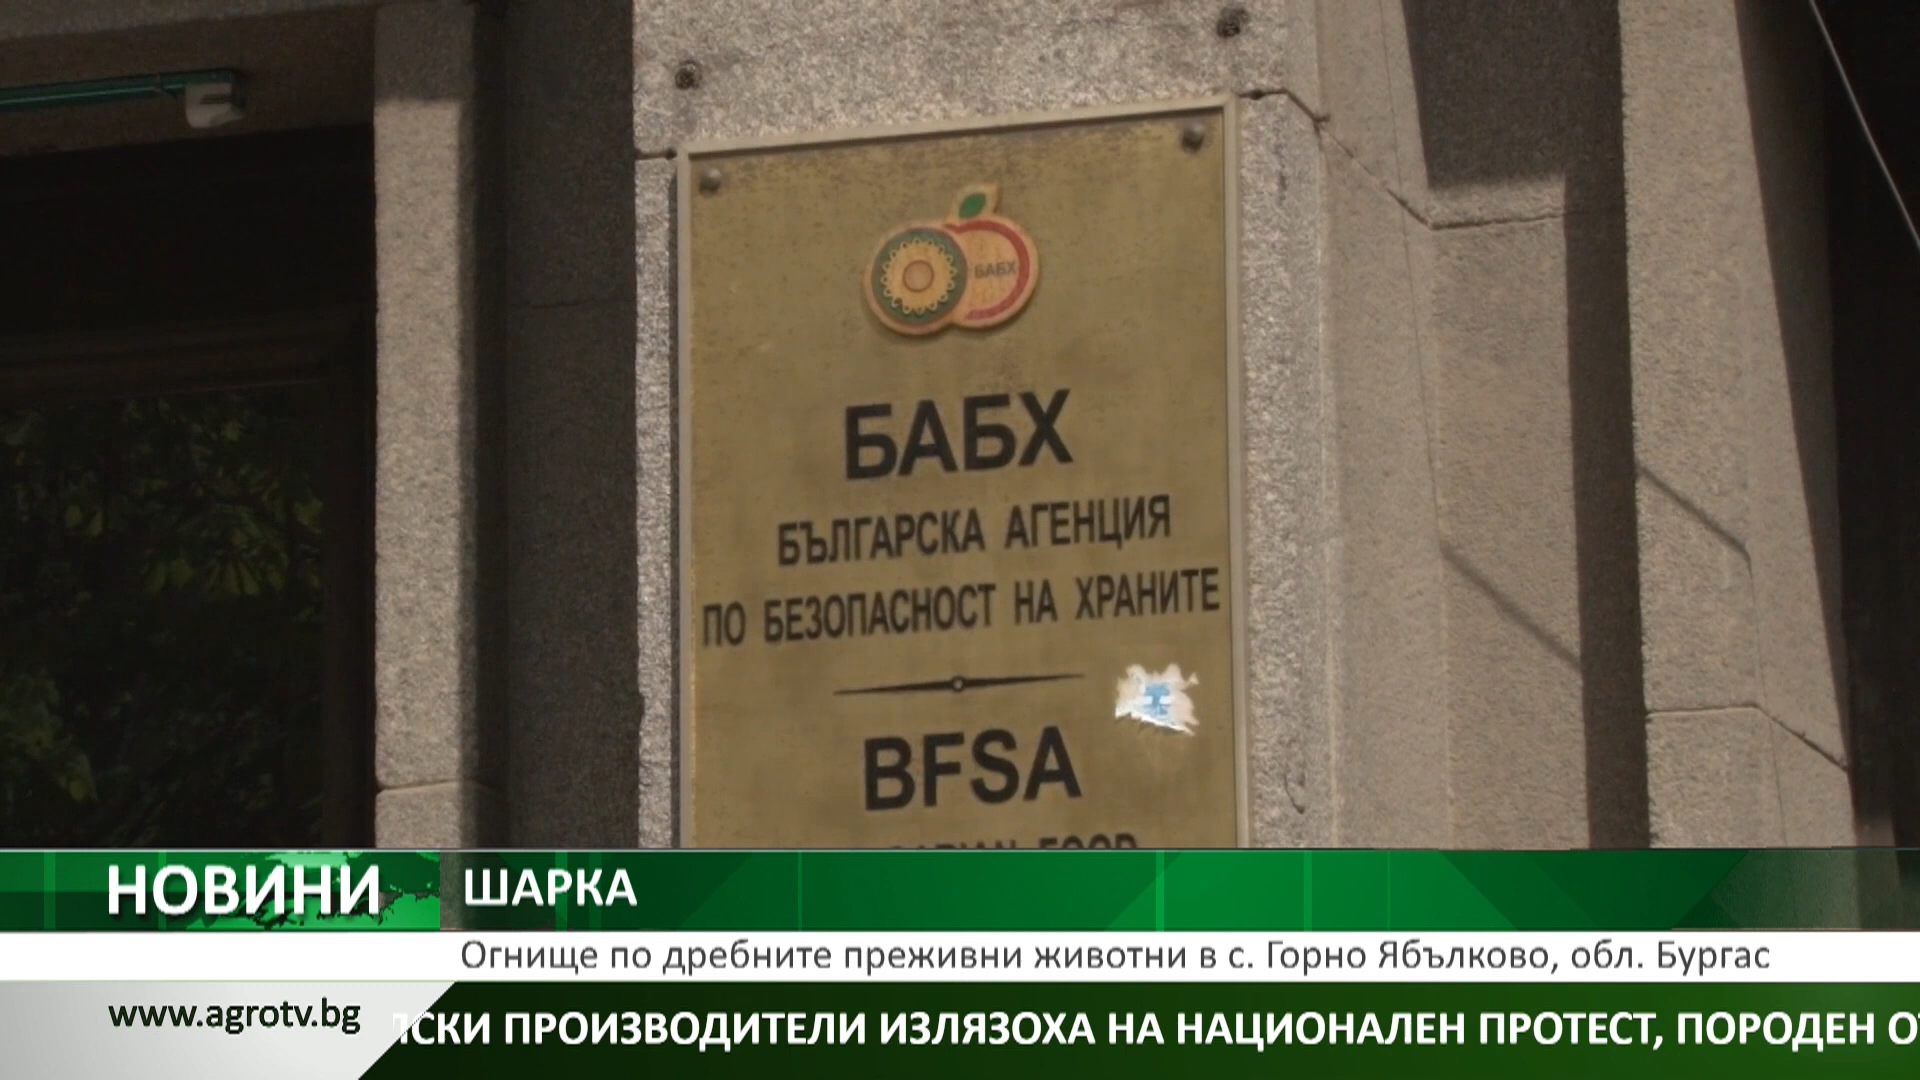 БАБХ
БАБХ
БЪЛГАРСКА АГЕНЦИЯ
ПО БЕЗОПАСНОСТ НА ХРАНИТЕ
BFSA
FOOD
НОВИНИ
ШАРКА
Огнище по дребните преживни животни в с. Горно Ябълково, обл. Бургас
www.agrotv.bg
ПРОИЗВОДИТЕЛИ ИЗЛЯЗОХА НА НАЦИОНАЛЕН ПРОТЕСТ, ПОРОДЕН